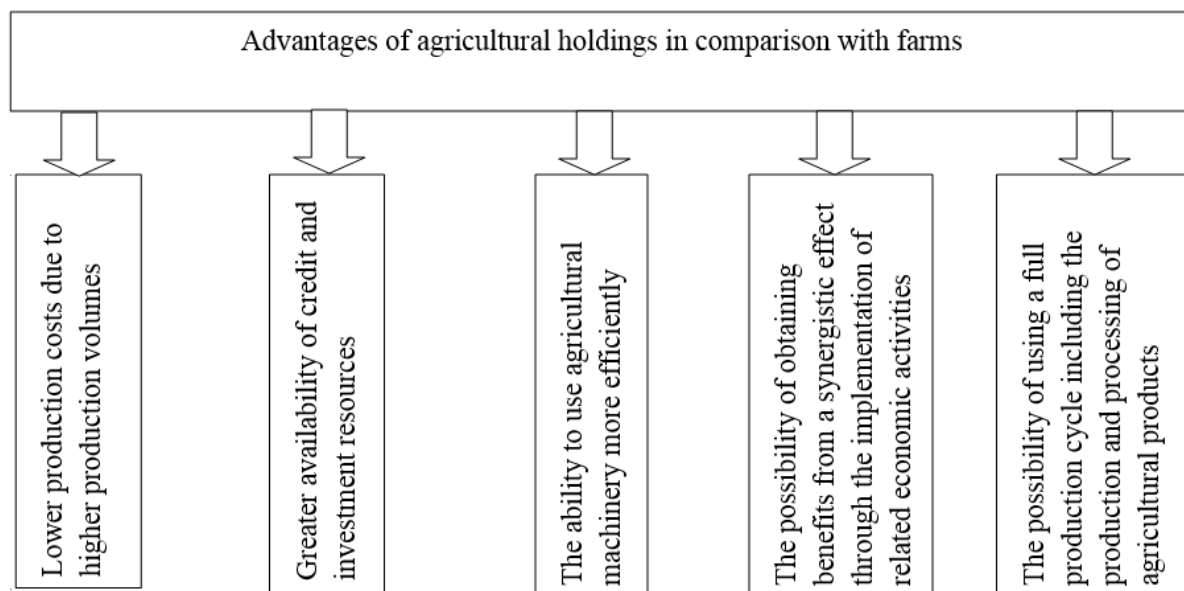 Advantages of agricultural holdings in comparison with farms
Lower production costs due to
higher production volumes
Greater availability of credit and
investment resources
The ability to use agricultural
machinery more efficiently
The possibility of obtaining
benefits from a synergistic effect
through the implementation of
related economic activities
The possibility of using a full
production cycle including the
production and processing of
agricultural products